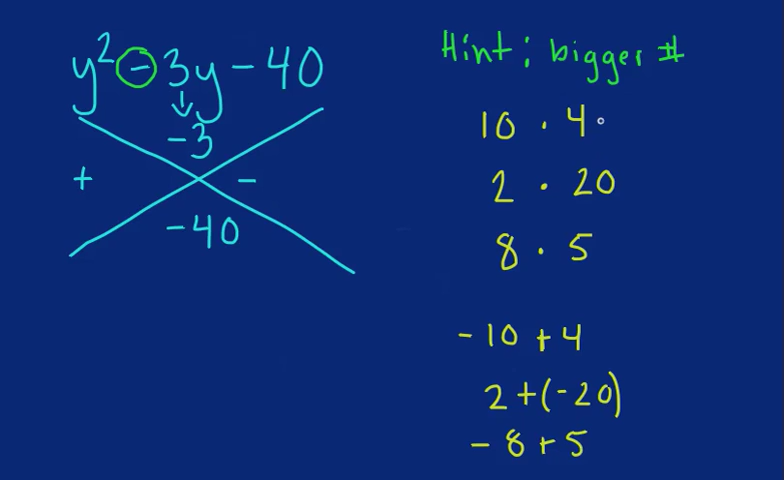 y² - 3y - 40
-3
+ -
-40
Hint: bigger #
10 · 4
2 · 20
8 · 5
-10 + 4
2 + (-20)
-8 + 5